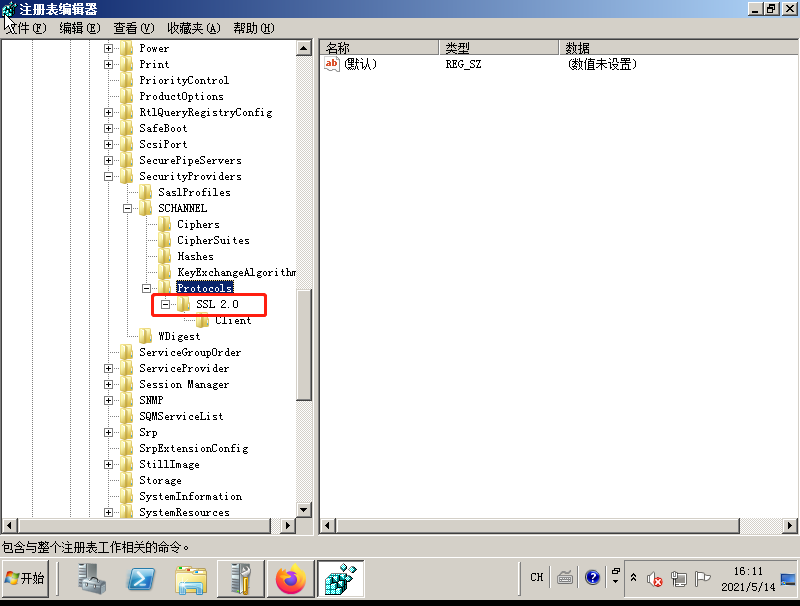 注册表编辑器
文件(F) 编辑(E) 查看(V) 收藏夹(A) 帮助(H)
Power
Print
PriorityControl
ProductOptions
RtlQueryRegistryConfig
SafeBoot
ScsiPort
SecurePipeServers
SecurityProviders
SaslProfiles
SCHANNEL
Ciphers
CipherSuites
Hashes
KeyExchangeAlgorithm
Protocols
SSL 2.0
Client
WDigest
ServiceGroupOrder
ServiceProvider
Session Manager
SNMP
SQMServiceList
Srp
SrpExtensionConfig
StillImage
Storage
SystemInformation
SystemResources
名称 类型 数据
ab (默认) REG_SZ (数值未设置)
包含与整个注册表工作相关的命令。
开始 CH 16:11
2021/5/14